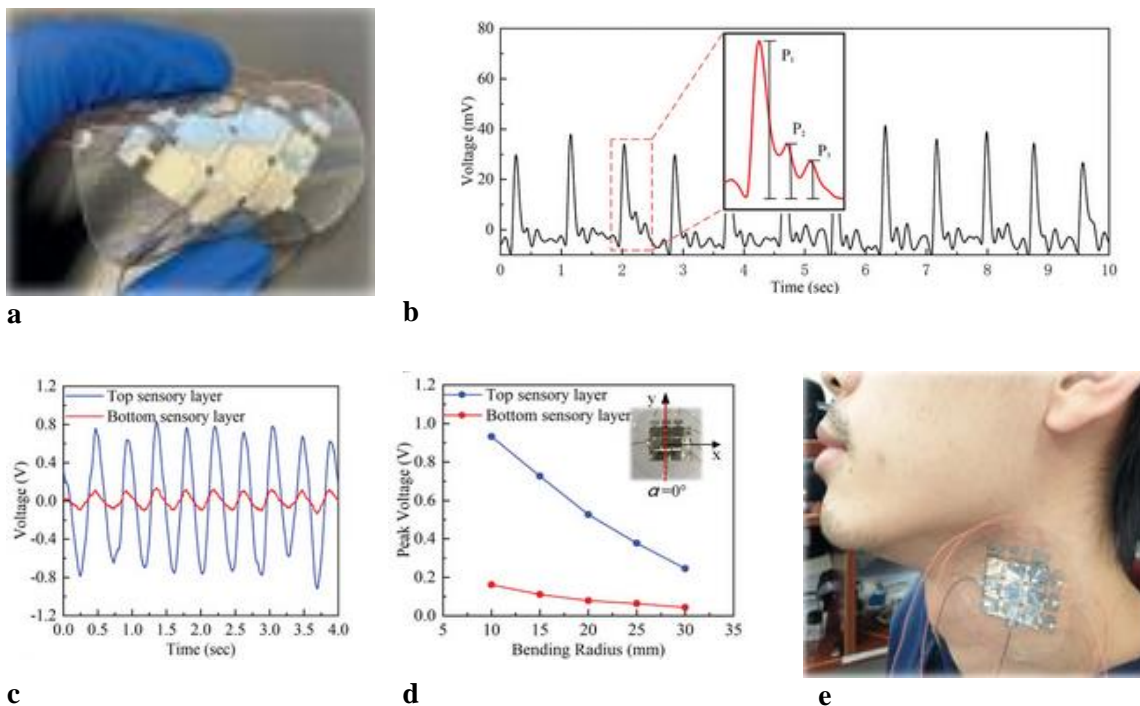 80
60
40
20
0
Voltage (mV)
P₁
P₂
P₃
0 1 2 3 4 5 6 7 8 9 10
Time (sec)
a
b
1.2
0.8
0.4
0.0
-0.4
-0.8
-1.2
Voltage (V)
Top sensory layer
Bottom sensory layer
0.0 0.5 1.0 1.5 2.0 2.5 3.0 3.5 4.0
Time (sec)
1.2
1.0
0.8
0.6
0.4
0.2
0.0
Peak Voltage (V)
Top sensory layer
Bottom sensory layer
y
x
α=0°
5 10 15 20 25 30 35
Bending Radius (mm)
c
d
e